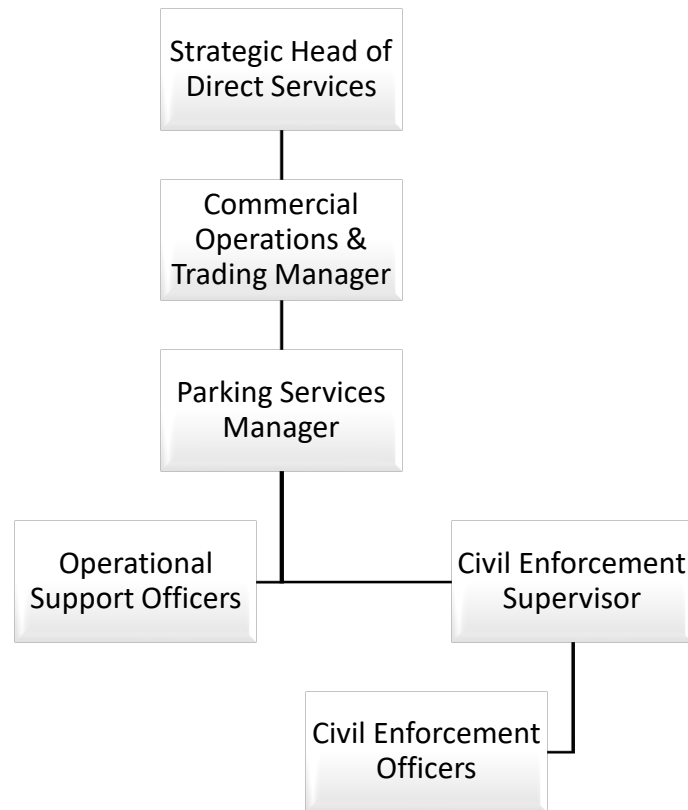 Strategic Head of
Direct Services
Commercial
Operations &
Trading Manager
Parking Services
Manager
Operational
Support Officers
Civil Enforcement
Supervisor
Civil Enforcement
Officers